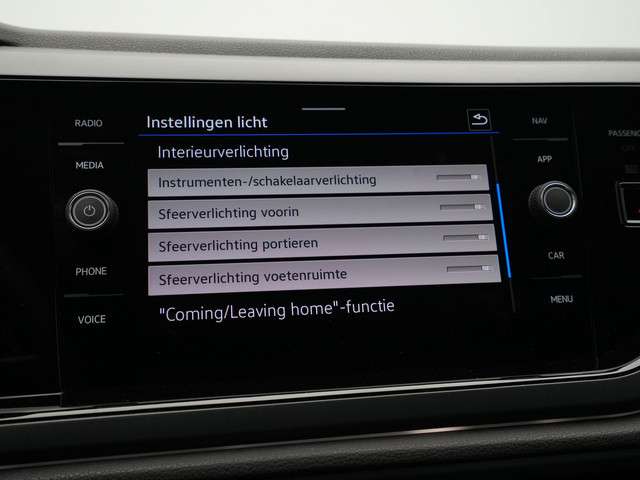 RADIO
MEDIA
PHONE
VOICE
Instellingen licht
Interieurverlichting
Instrumenten-/schakelaarverlichting
Sfeerverlichting voorin
Sfeerverlichting portieren
Sfeerverlichting voetenruimte
"Coming/Leaving home"-functie
NAV
APP
CAR
MENU